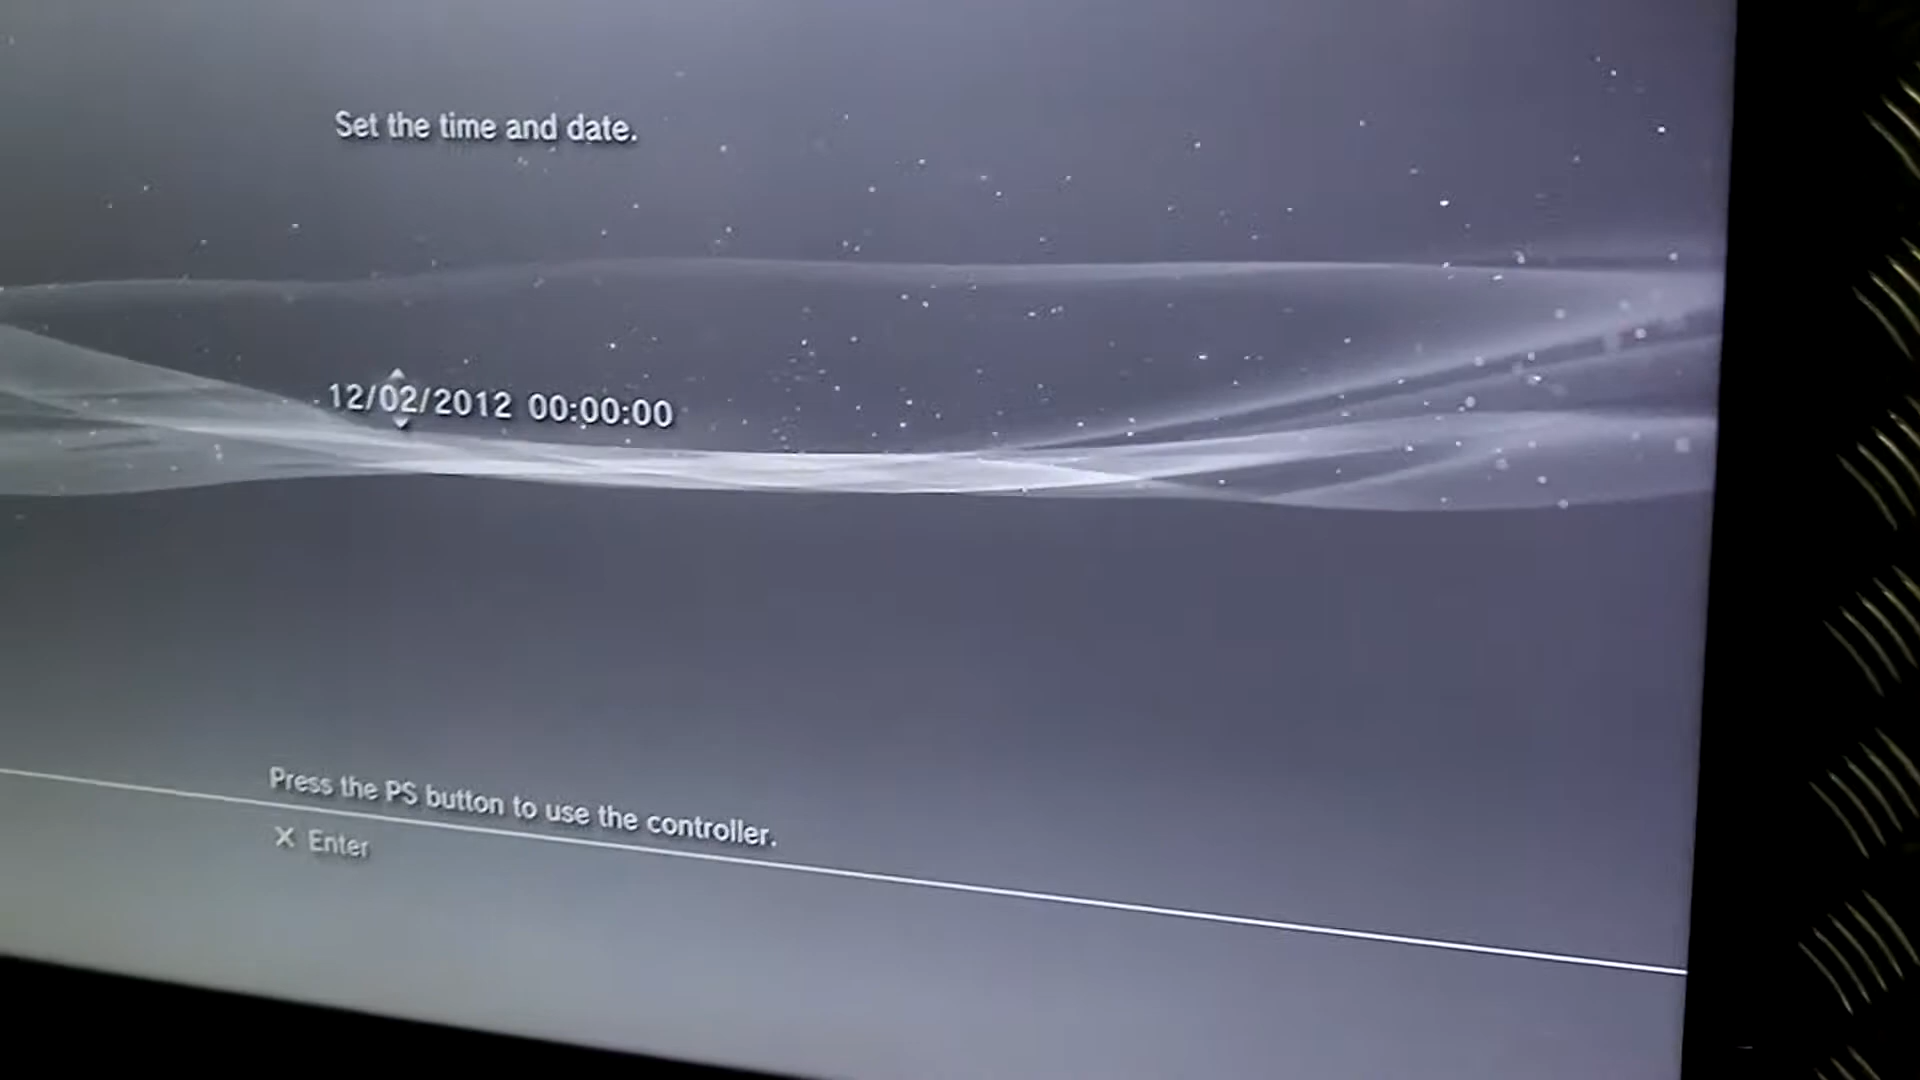 Set the time and date.
12/02/2012 00:00:00
Press the PS button to use the controller.
X Enter